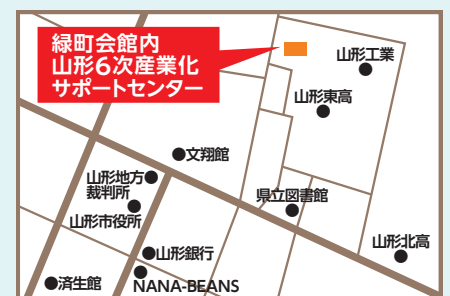 緑町会館内
山形6次産業化
サポートセンター
山形工業
山形東高
文翔館
山形地方
裁判所
県立図書館
山形市役所
山形北高
山形銀行
済生館
NANA-BEANS